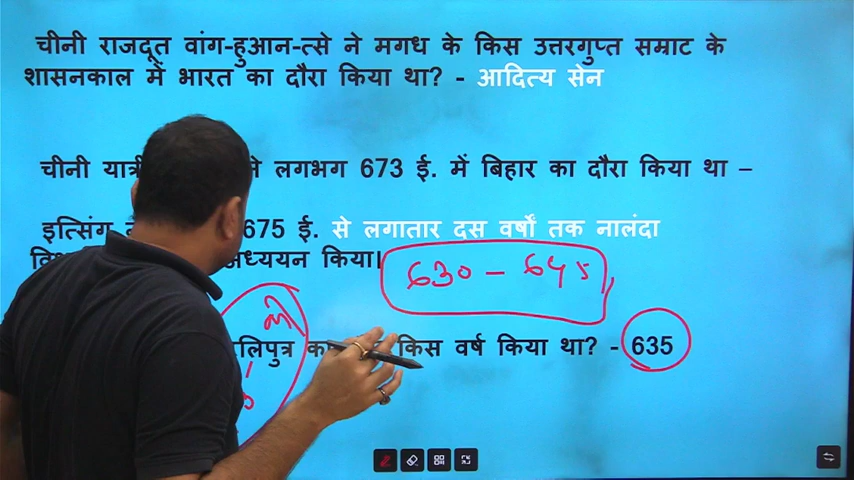 चीनी राजदूत वांग-हुआन-त्से ने मगध के किस उत्तरगुप्त सम्राट के
शासनकाल में भारत का दौरा किया था? - आदित्य सेन
चीनी यात्री ने लगभग 673 ई. में बिहार का दौरा किया था –
इत्सिंग 675 ई. से लगातार दस वर्षों तक नालंदा
अध्ययन किया।
630 – 645
किस वर्ष किया था? - 635